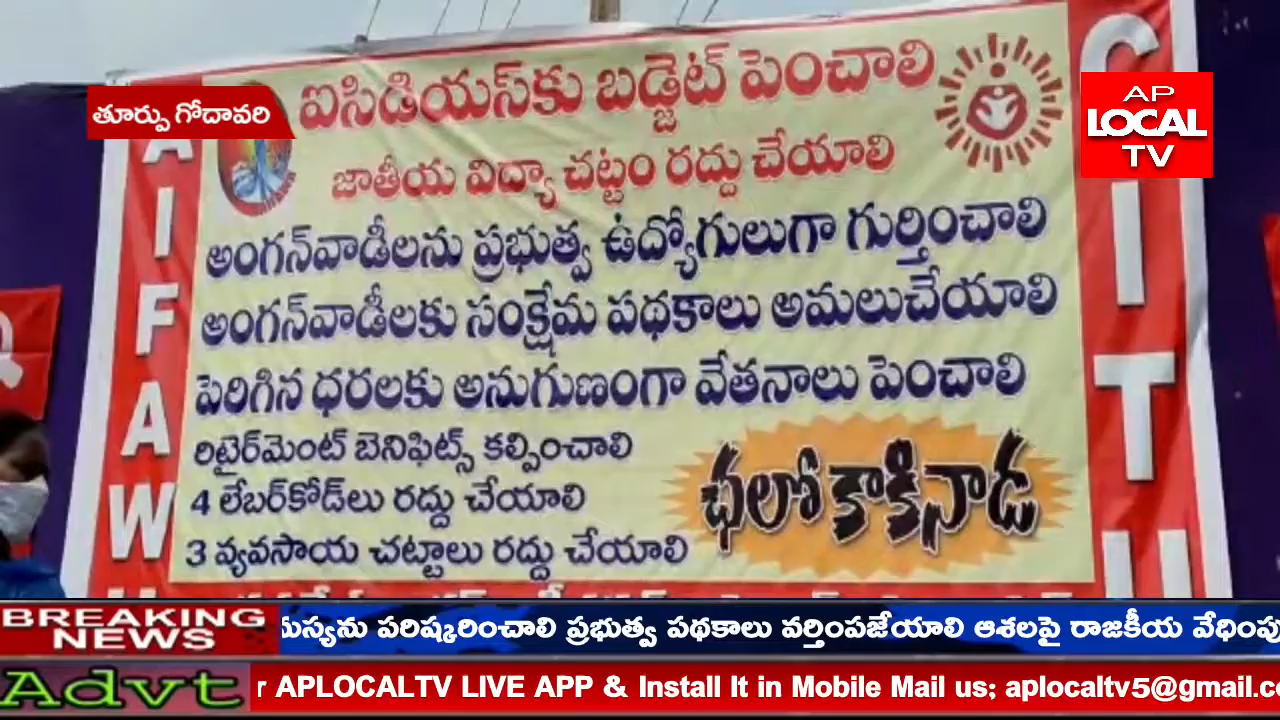 ఐసిడియస్‌కు బడ్జెట్ పెంచాలి
జాతీయ విద్యా చట్టం రద్దు చేయాలి
అంగన్‌వాడీలను ప్రభుత్వ ఉద్యోగులుగా గుర్తించాలి
అంగన్‌వాడీలకు సంక్షేమ పథకాలు అమలుచేయాలి
పెరిగిన ధరలకు అనుగుణంగా వేతనాలు పెంచాలి
రిటైర్‌మెంట్ బెనిఫిట్స్ కల్పించాలి
4 లేబర్‌కోడ్‌లు రద్దు చేయాలి
3 వ్యవసాయ చట్టాలు రద్దు చేయాలి
ఛలో కాకినాడ
AIFAW
CITU
తూర్పు గోదావరి
AP
LOCAL
TV
BREAKING
NEWS
పరిష్కరించాలి ప్రభుత్వ పథకాలు వర్తింపజేయాలి ఆశలపై రాజకీయ
Advt
APLOCALTV LIVE APP & Install It in Mobile Mail us; aplocaltv5@gmail.co